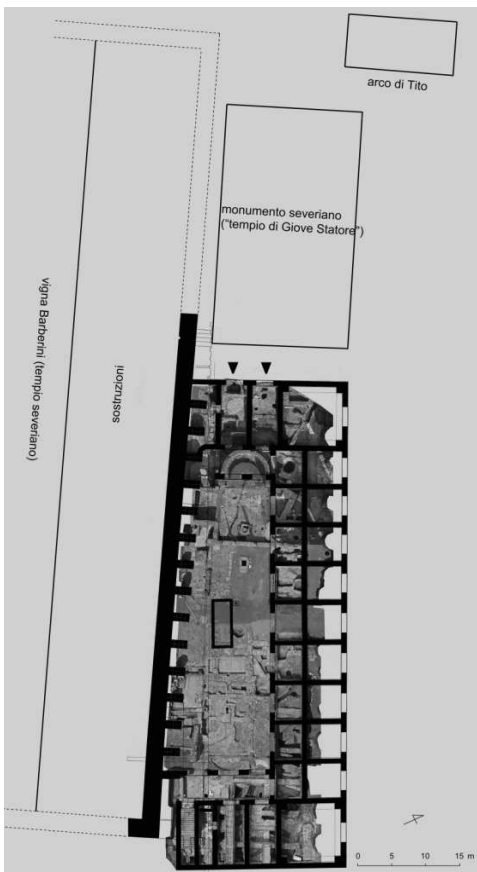 arco di Tito
monumento severiano
("tempio di Giove Statore")
vigna Barberini (tempio severiano)
sostruzioni
0 5 10 15 m